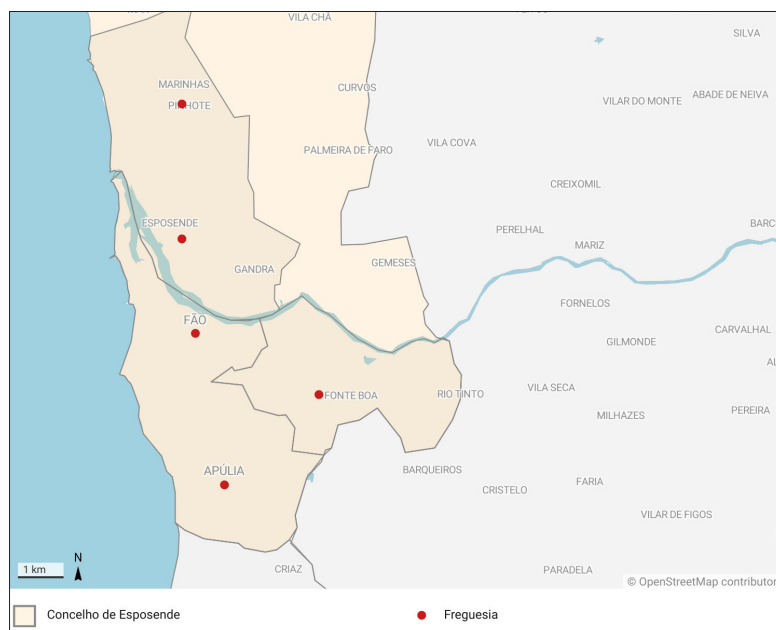 VILA CHÃ
SILVA
MARINHAS
CURVOS
ABADE DE NEIVA
VILAR DO MONTE
PINHOTE
VILA COVA
PALMEIRA DE FARO
CREIXOMIL
ESPOSENDE
BARC
PERELHAL
MARIZ
GEMESES
GANDRA
FORNELOS
FÃO
CARVALHAL
GILMONDE
VILA SECA
RIO TINTO
FONTE BOA
PEREIRA
MILHAZES
APÚLIA
BARQUEIROS
FARIA
CRISTELO
VILAR DE FIGOS
N
1 km
CRIAZ
PARADELA
© OpenStreetMap contributor
Concelho de Esposende
Freguesia